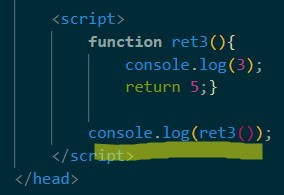 <script>
function ret3(){
console.log(3);
return 5;}
console.log(ret3());
</script>
</head>